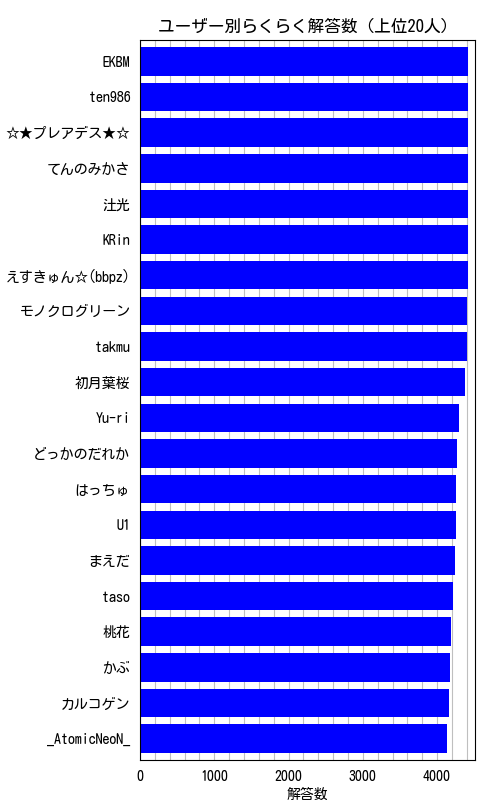 ユーザー別らくらく解答数 (上位20人)
EKBM
ten986
☆★プレアデス★☆
てんのみかさ
汢光
KRin
えすきゅん☆(bbpz)
モノクログリーン
takmu
初月葉桜
Yu-ri
どっかのだれか
はっちゅ
U1
まえだ
taso
桃花
かぶ
カルコゲン
_AtomicNeoN_
0 1000 2000 3000 4000
解答数